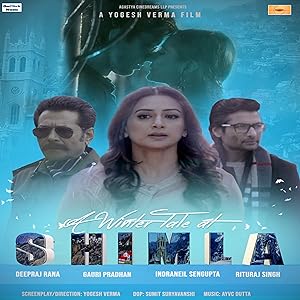 AGASTYA CINEDREAMS LLP PRESENTS
A YOGESH VERMA FILM
A Winter Tale at
SHIMLA
DEEPRAJ RANA GAURI PRADHAN INDRANEIL SENGUPTA RITURAJ SINGH
SCREENPLAY/DIRECTION: YOGESH VERMA DOP: SUMIT SURYAVANSHI MUSIC: AYVC DUTTA